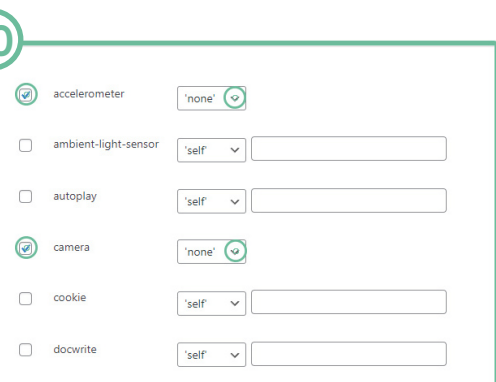 accelerometer 'none'
ambient-light-sensor 'self'
autoplay 'self'
camera 'none'
cookie 'self'
docwrite 'self'